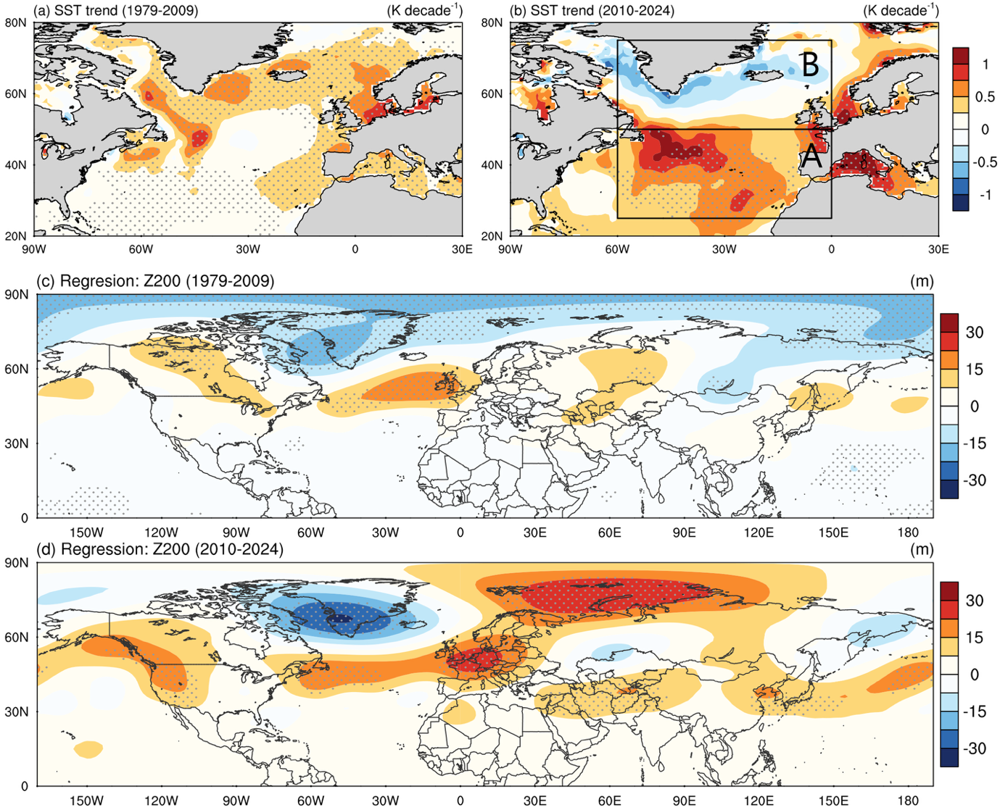 (a) SST trend (1979-2009) (K decade⁻¹)
(b) SST trend (2010-2024) (K decade⁻¹)
80N
60N
40N
20N
90W 60W 30W 0 30E
80N
60N
40N
20N
90W 60W 30W 0 30E
B
A
1
0.5
0
-0.5
-1
(c) Regresion: Z200 (1979-2009) (m)
90N
60N
30N
0
150W 120W 90W 60W 30W 0 30E 60E 90E 120E 150E 180
30
15
0
-15
-30
(d) Regression: Z200 (2010-2024) (m)
90N
60N
30N
0
150W 120W 90W 60W 30W 0 30E 60E 90E 120E 150E 180
30
15
0
-15
-30